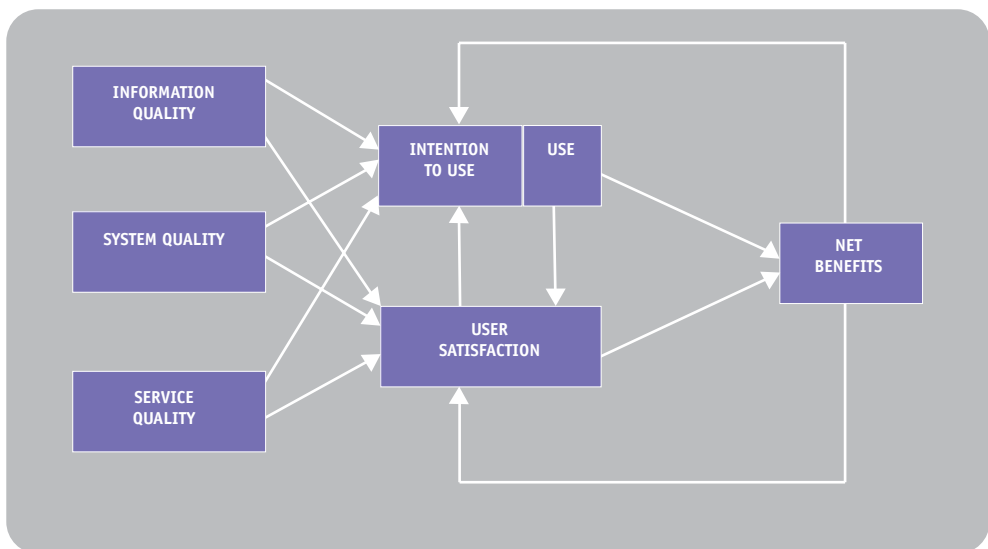 INFORMATION
QUALITY
INTENTION
TO USE
USE
SYSTEM QUALITY
NET
BENEFITS
USER
SATISFACTION
SERVICE
QUALITY